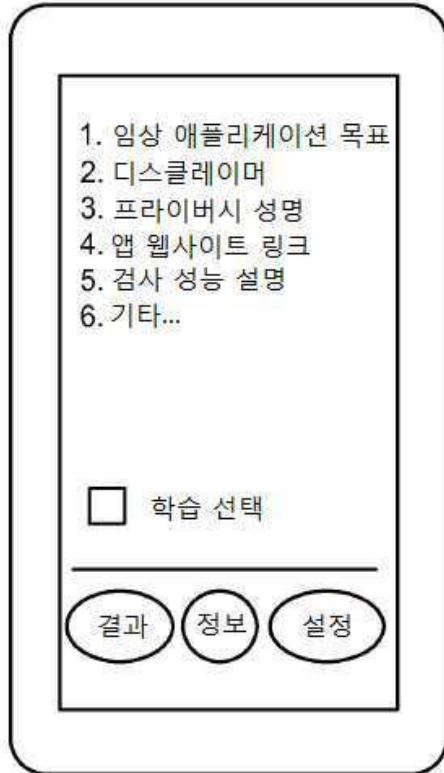 1. 임상 애플리케이션 목표
2. 디스클레이머
3. 프라이버시 성명
4. 앱 웹사이트 링크
5. 검사 성능 설명
6. 기타...
학습 선택
결과 정보 설정